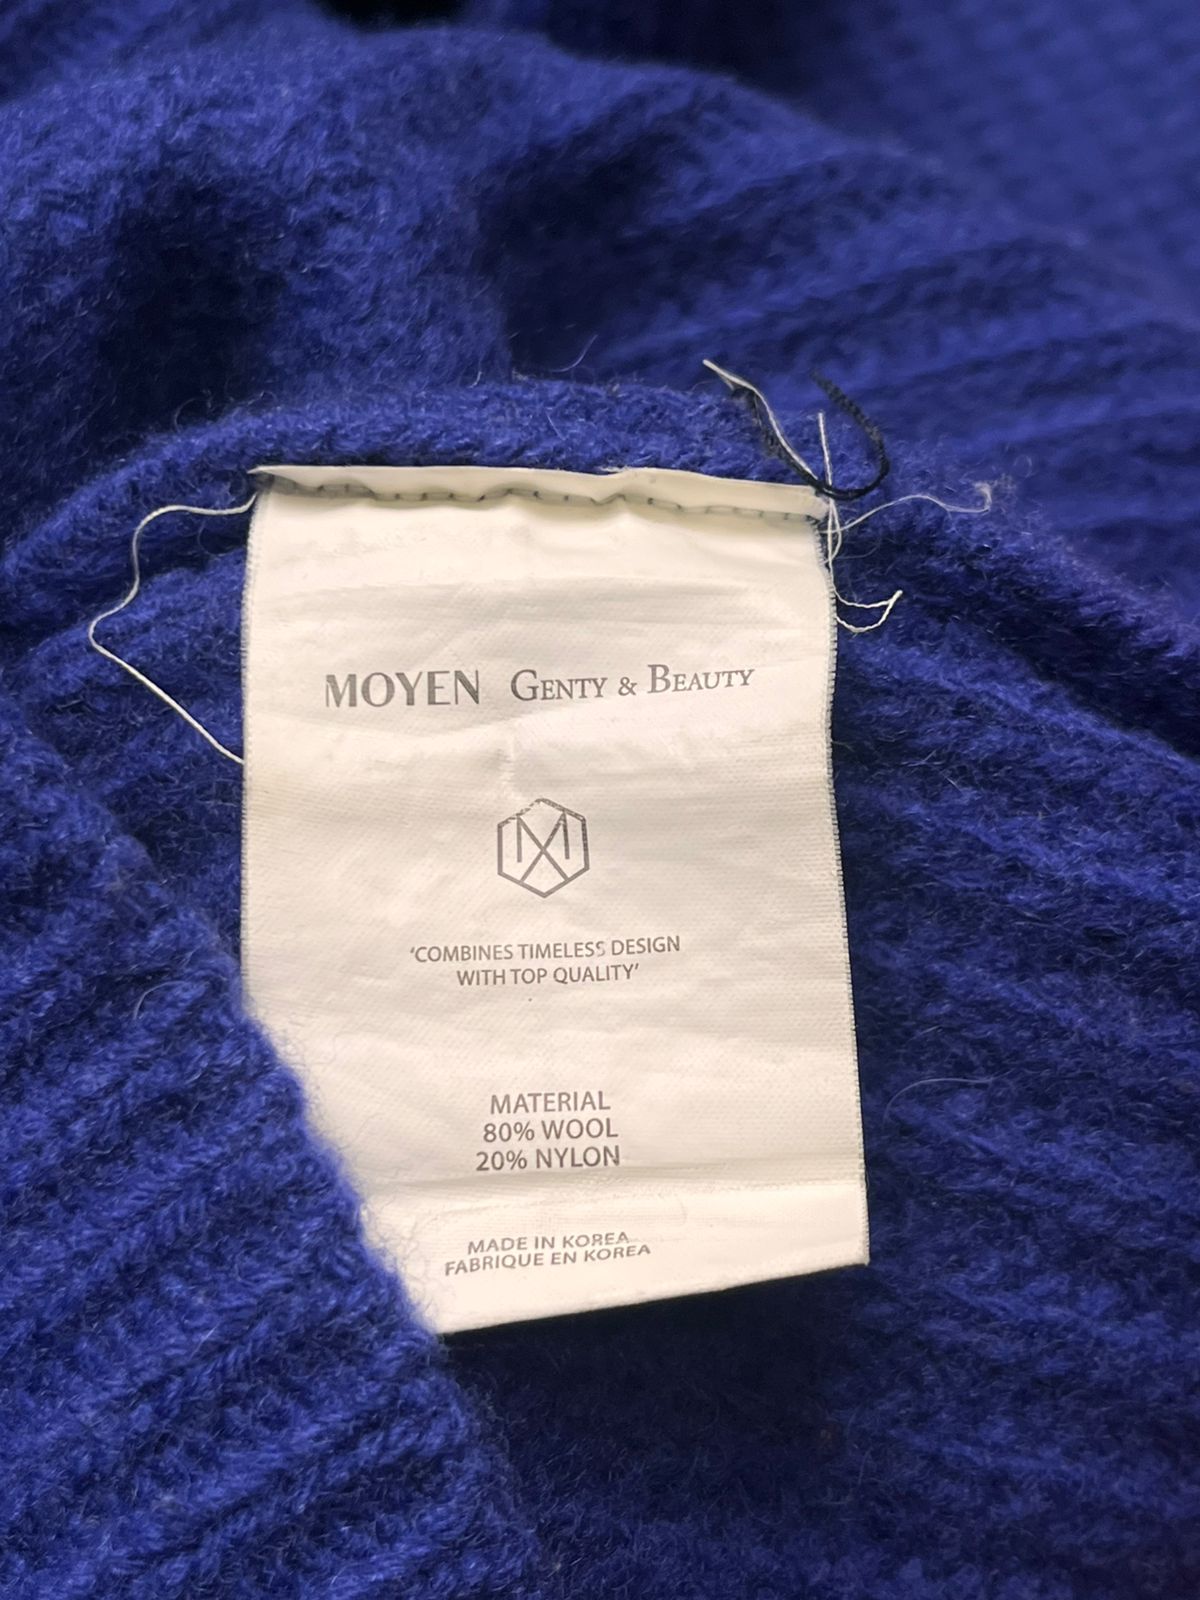 MOYEN GENTY & BEAUTY
'COMBINES TIMELESS DESIGN
WITH TOP QUALITY'
MATERIAL
80% WOOL
20% NYLON
MADE IN KOREA
FABRIQUE EN KOREA